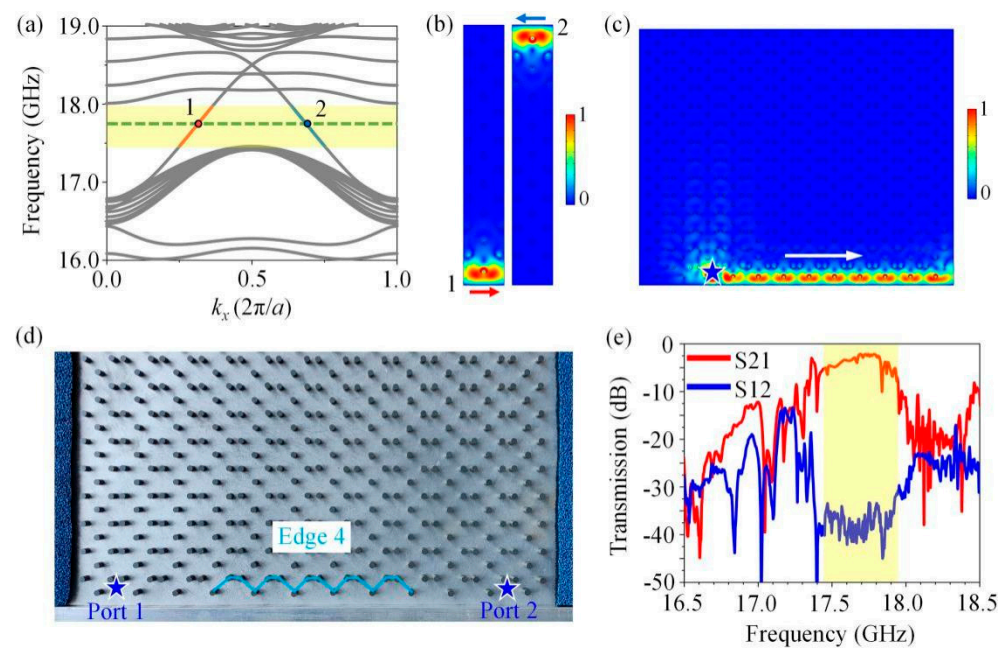 (a)
19.0
18.0
17.0
16.0
Frequency (GHz)
1
2
0.0
0.5
1.0
kx (2π/a)
(b)
2
1
1
0
(c)
1
0
(d)
Edge 4
Port 1
Port 2
(e)
0
-10
-20
-30
-40
-50
Transmission (dB)
S21
S12
16.5
17.0
17.5
18.0
18.5
Frequency (GHz)